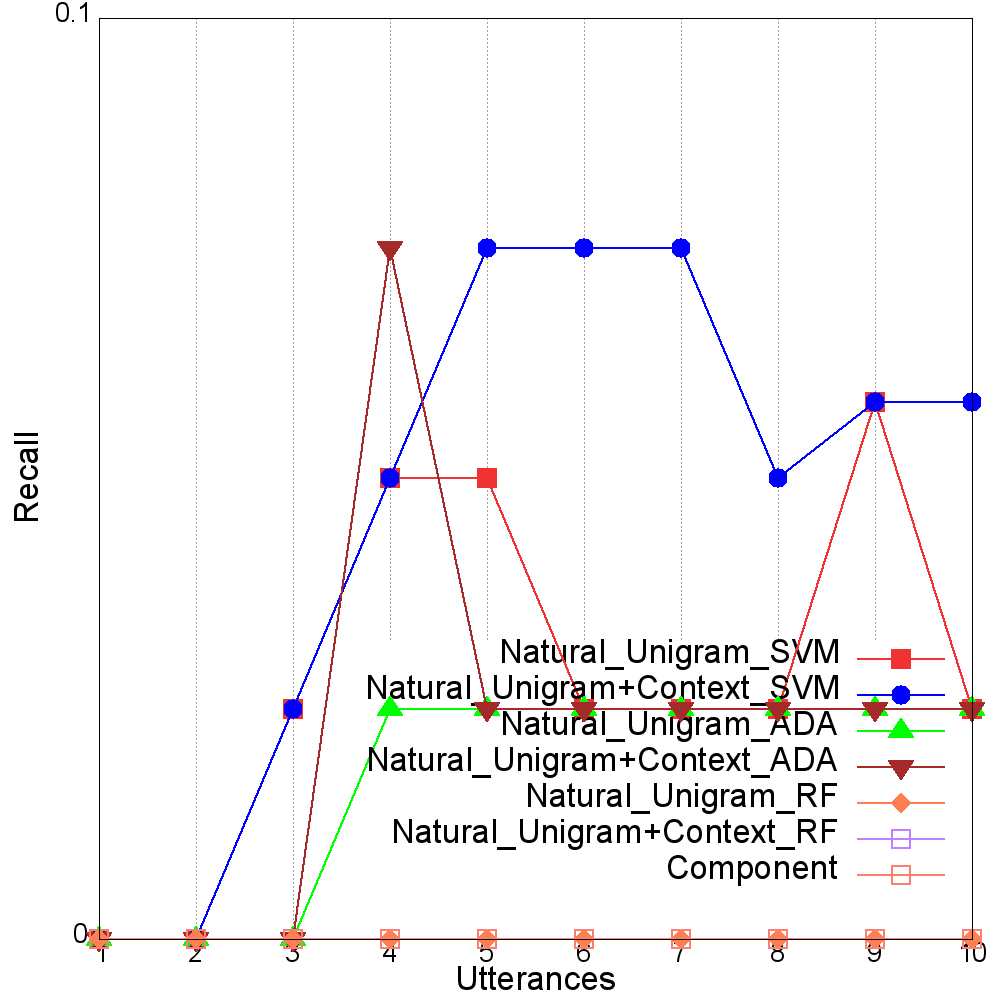 0.1
Recall
Natural_Unigram_SVM
Natural_Unigram+Context_SVM
Natural_Unigram_ADA
Natural_Unigram+Context_ADA
Natural_Unigram_RF
Natural_Unigram+Context_RF
Component
0
1 2 3 4 5 6 7 8 9 10
Utterances